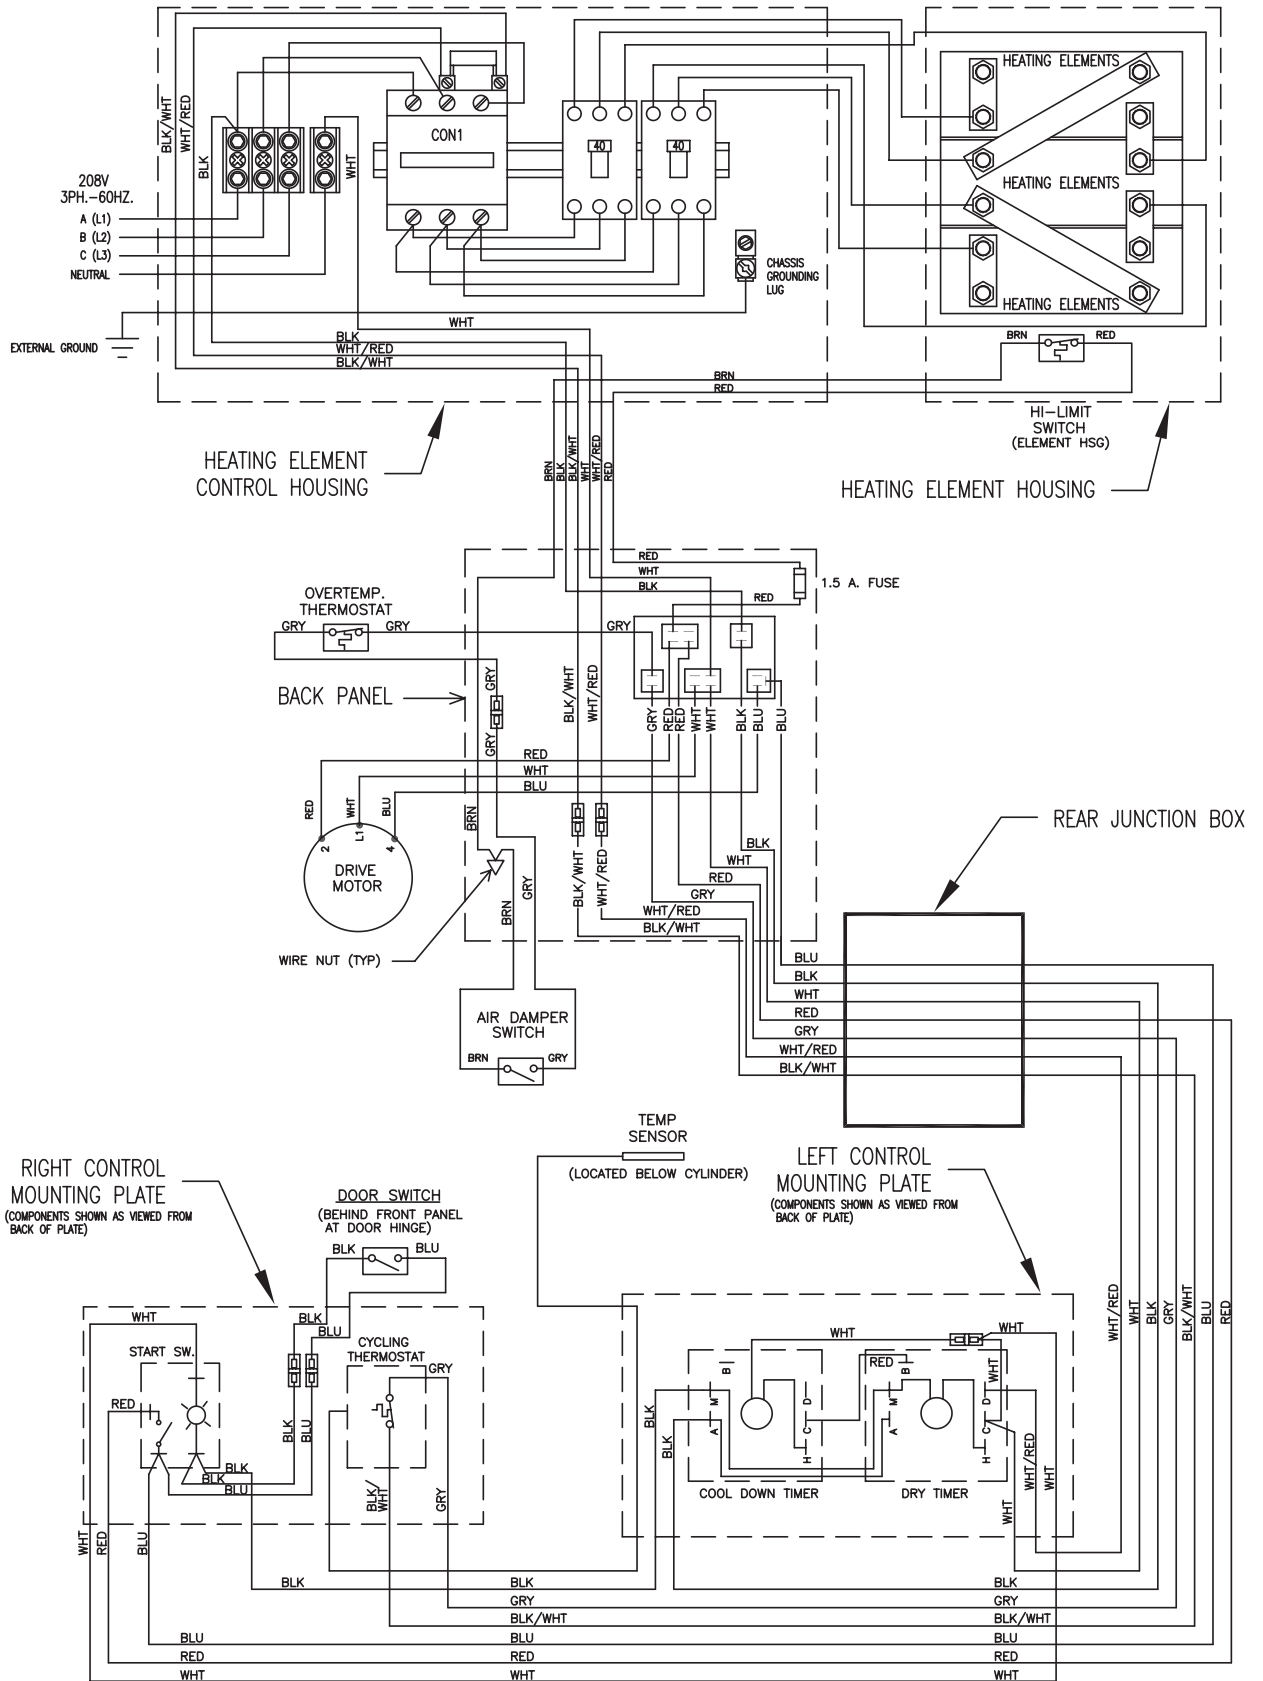 BLK/WHT
WHT/RED
BLK
WHT
CON1
40
40
HEATING ELEMENTS
HEATING ELEMENTS
HEATING ELEMENTS
208V
3PH.-60HZ.
A (L1)
B (L2)
C (L3)
NEUTRAL
CHASSIS
GROUNDING
LUG
EXTERNAL GROUND
WHT
BLK
WHT/RED
BLK/WHT
BRN
RED
BRN
RED
HI-LIMIT
SWITCH
(ELEMENT HSG)
HEATING ELEMENT
CONTROL HOUSING
HEATING ELEMENT HOUSING
BRN
BLK
BLK/WHT
WHT
WHT/RED
RED
RED
WHT
BLK
RED
1.5 A. FUSE
OVERTEMP.
THERMOSTAT
GRY
GRY
GRY
BACK PANEL
GRY
GRY
BLK/WHT
WHT/RED
GRY
RED
RED
WHT
WHT
BLK
BLU
BLU
RED
WHT
BLU
RED
WHT
BLU
2
L1
4
DRIVE
MOTOR
BRN
WIRE NUT (TYP)
BRN
GRY
BLK/WHT
WHT/RED
BLK
WHT
RED
GRY
WHT/RED
BLK/WHT
REAR JUNCTION BOX
BLU
BLK
WHT
RED
GRY
WHT/RED
BLK/WHT
AIR DAMPER
SWITCH
BRN
GRY
TEMP
SENSOR
(LOCATED BELOW CYLINDER)
RIGHT CONTROL
MOUNTING PLATE
(COMPONENTS SHOWN AS VIEWED FROM
BACK OF PLATE)
DOOR SWITCH
(BEHIND FRONT PANEL
AT DOOR HINGE)
BLK
BLU
LEFT CONTROL
MOUNTING PLATE
(COMPONENTS SHOWN AS VIEWED FROM
BACK OF PLATE)
WHT/RED
WHT
BLK
GRY
BLK/WHT
BLU
RED
WHT
START SW.
RED
BLK
BLU
BLK
BLU
BLK
BLK
BLU
CYCLING
THERMOSTAT
GRY
BLK/
WHT
GRY
WHT
RED
BLU
BLK
BLK
WHT
WHT
RED
WHT
B
M
A
D
C
H
B
M
A
D
C
H
COOL DOWN TIMER
DRY TIMER
WHT/RED
WHT
WHT
BLK
BLK
BLK
GRY
GRY
BLK/WHT
BLK/WHT
BLU
BLU
BLU
RED
RED
RED
WHT
WHT
WHT